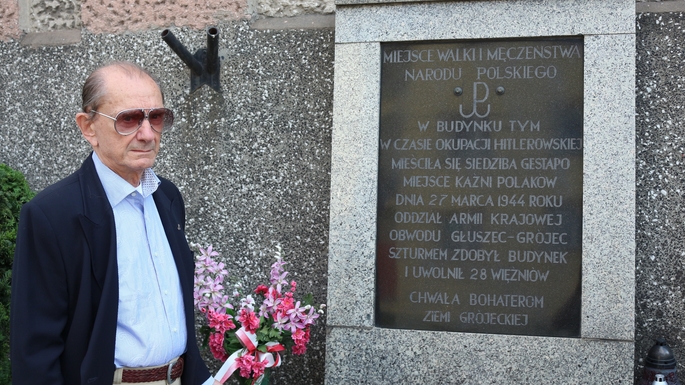 MIEJSCE WALKI I MĘCZEŃSTWA
NARODU POLSKIEGO
W BUDYNKU TYM
W CZASIE OKUPACJI HITLEROWSKIEJ
MIEŚCIŁA SIĘ SIEDZIBA GESTAPO
MIEJSCE KAŹNI POLAKÓW
DNIA 27 MARCA 1944 ROKU
ODDZIAŁ ARMII KRAJOWEJ
OBWODU GŁUSZEC-GRÓJEC
SZTURMEM ZDOBYŁ BUDYNEK
I UWOLNIŁ 28 WIĘŹNIÓW
CHWAŁA BOHATEROM
ZIEMI GRÓJECKIEJ